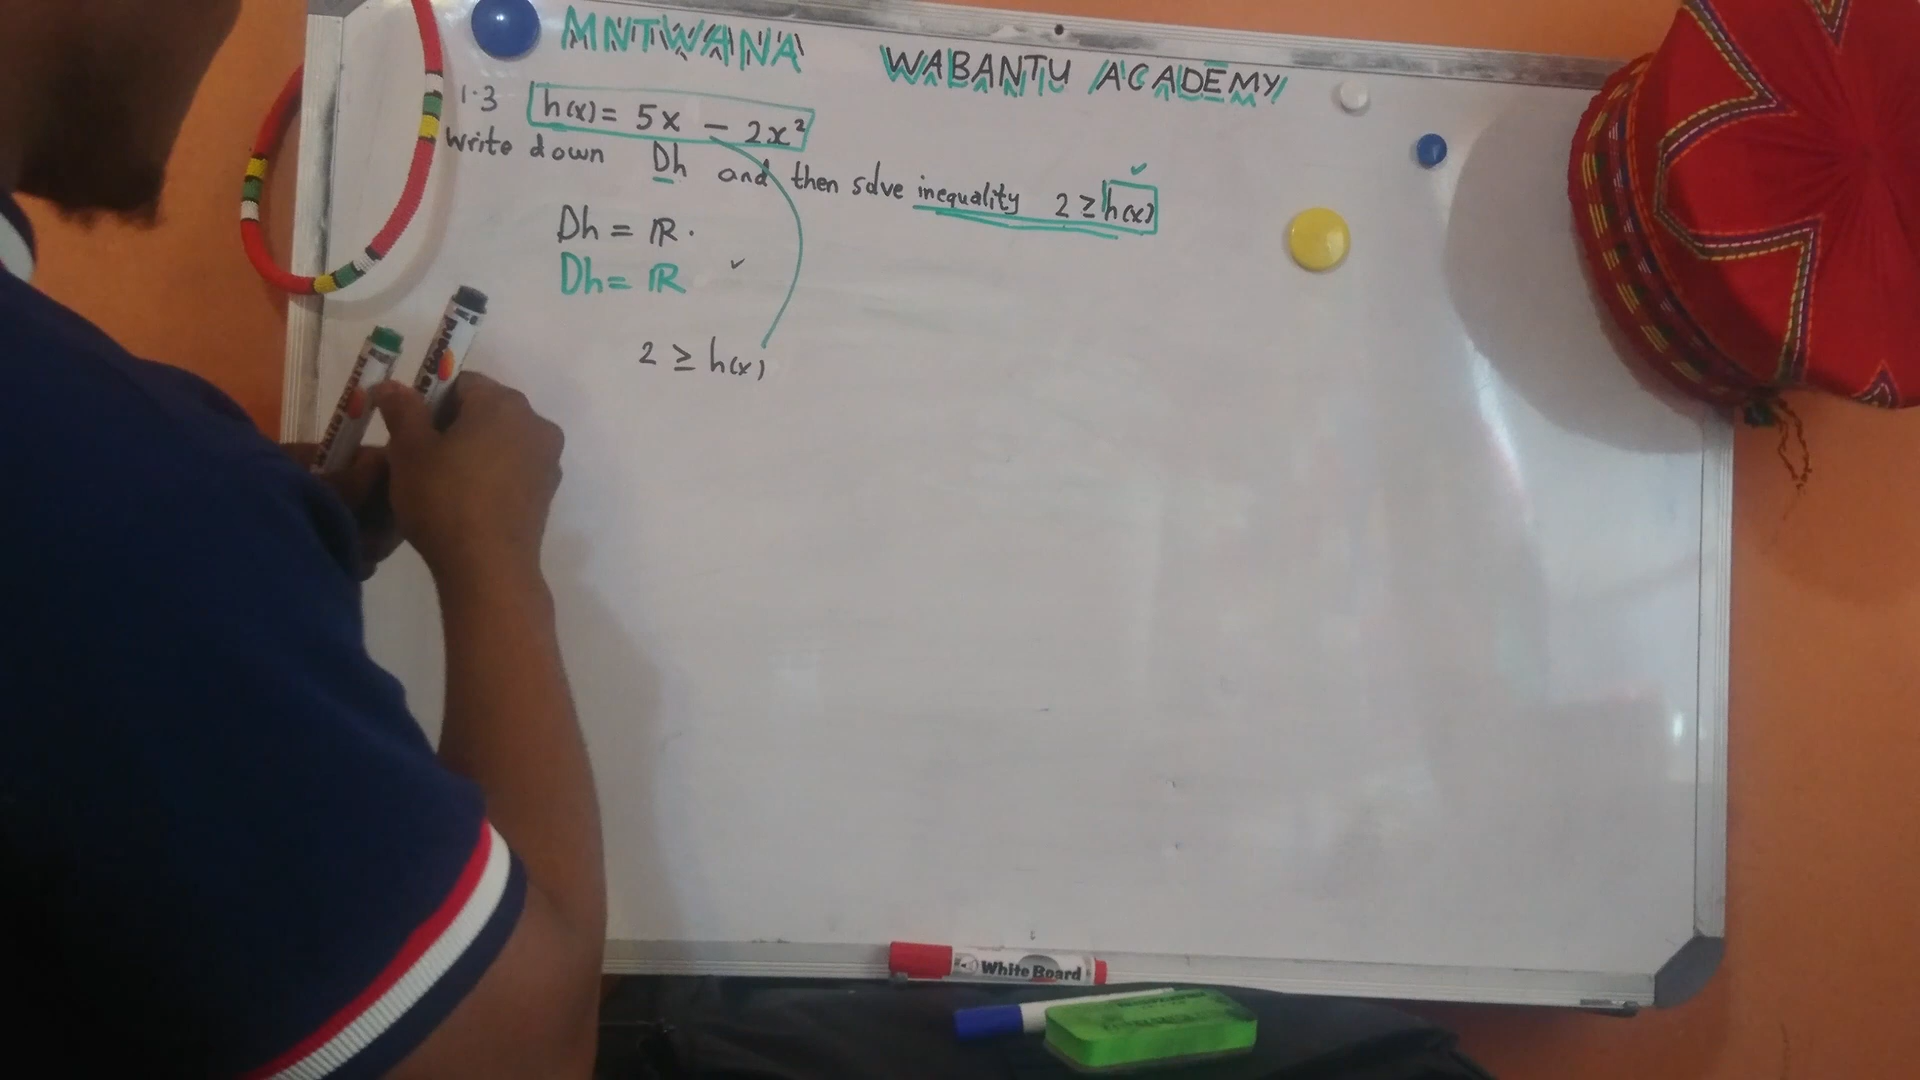 MNTWANA WABANTU ACADEMY
1.3 h(x) = 5x - 2x²
write down Dh and then solve inequality 2 ≥ h(x)
Dh = ℝ.
Dh = ℝ
2 ≥ h(x)
White Board